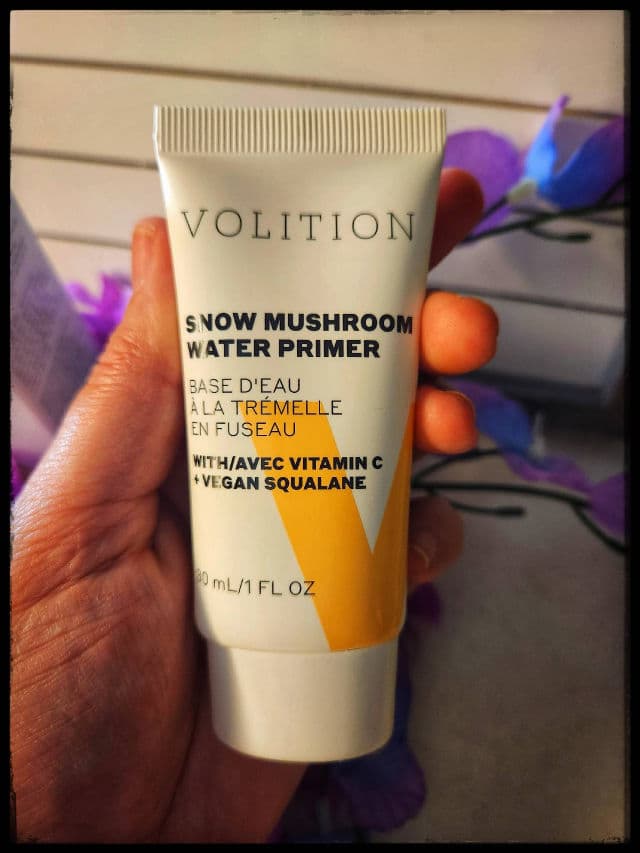 VOLITION
SNOW MUSHROOM
WATER PRIMER
BASE D'EAU
À LA TRÉMELLE
EN FUSEAU
WITH/AVEC VITAMIN C
+ VEGAN SQUALANE
30 mL/1 FL OZ